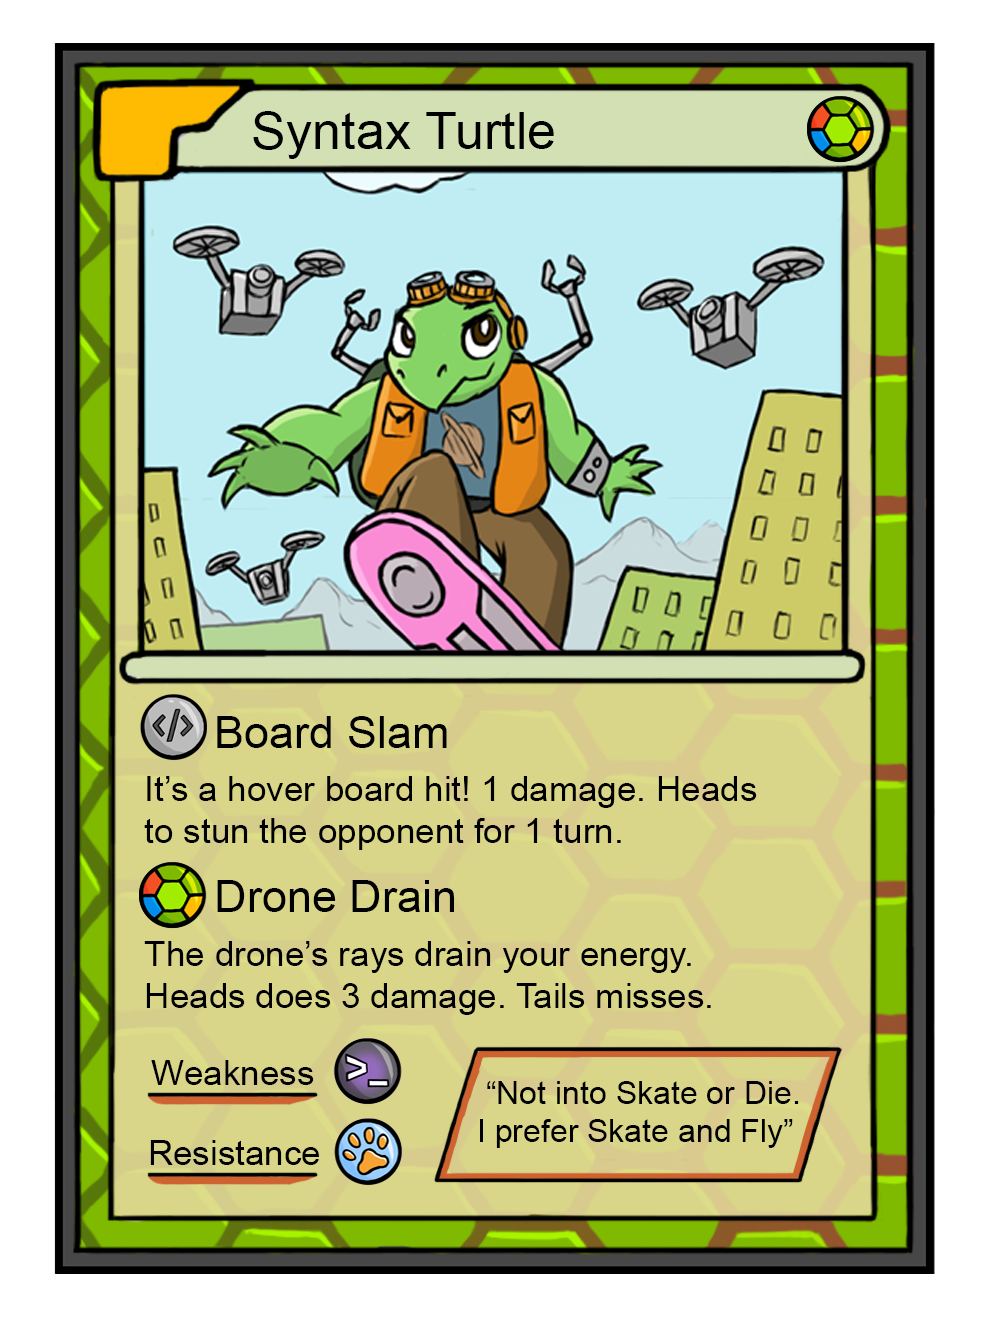 Syntax Turtle
</> Board Slam
It’s a hover board hit! 1 damage. Heads
to stun the opponent for 1 turn.
Drone Drain
The drone’s rays drain your energy.
Heads does 3 damage. Tails misses.
Weakness >_
Resistance
“Not into Skate or Die.
I prefer Skate and Fly”